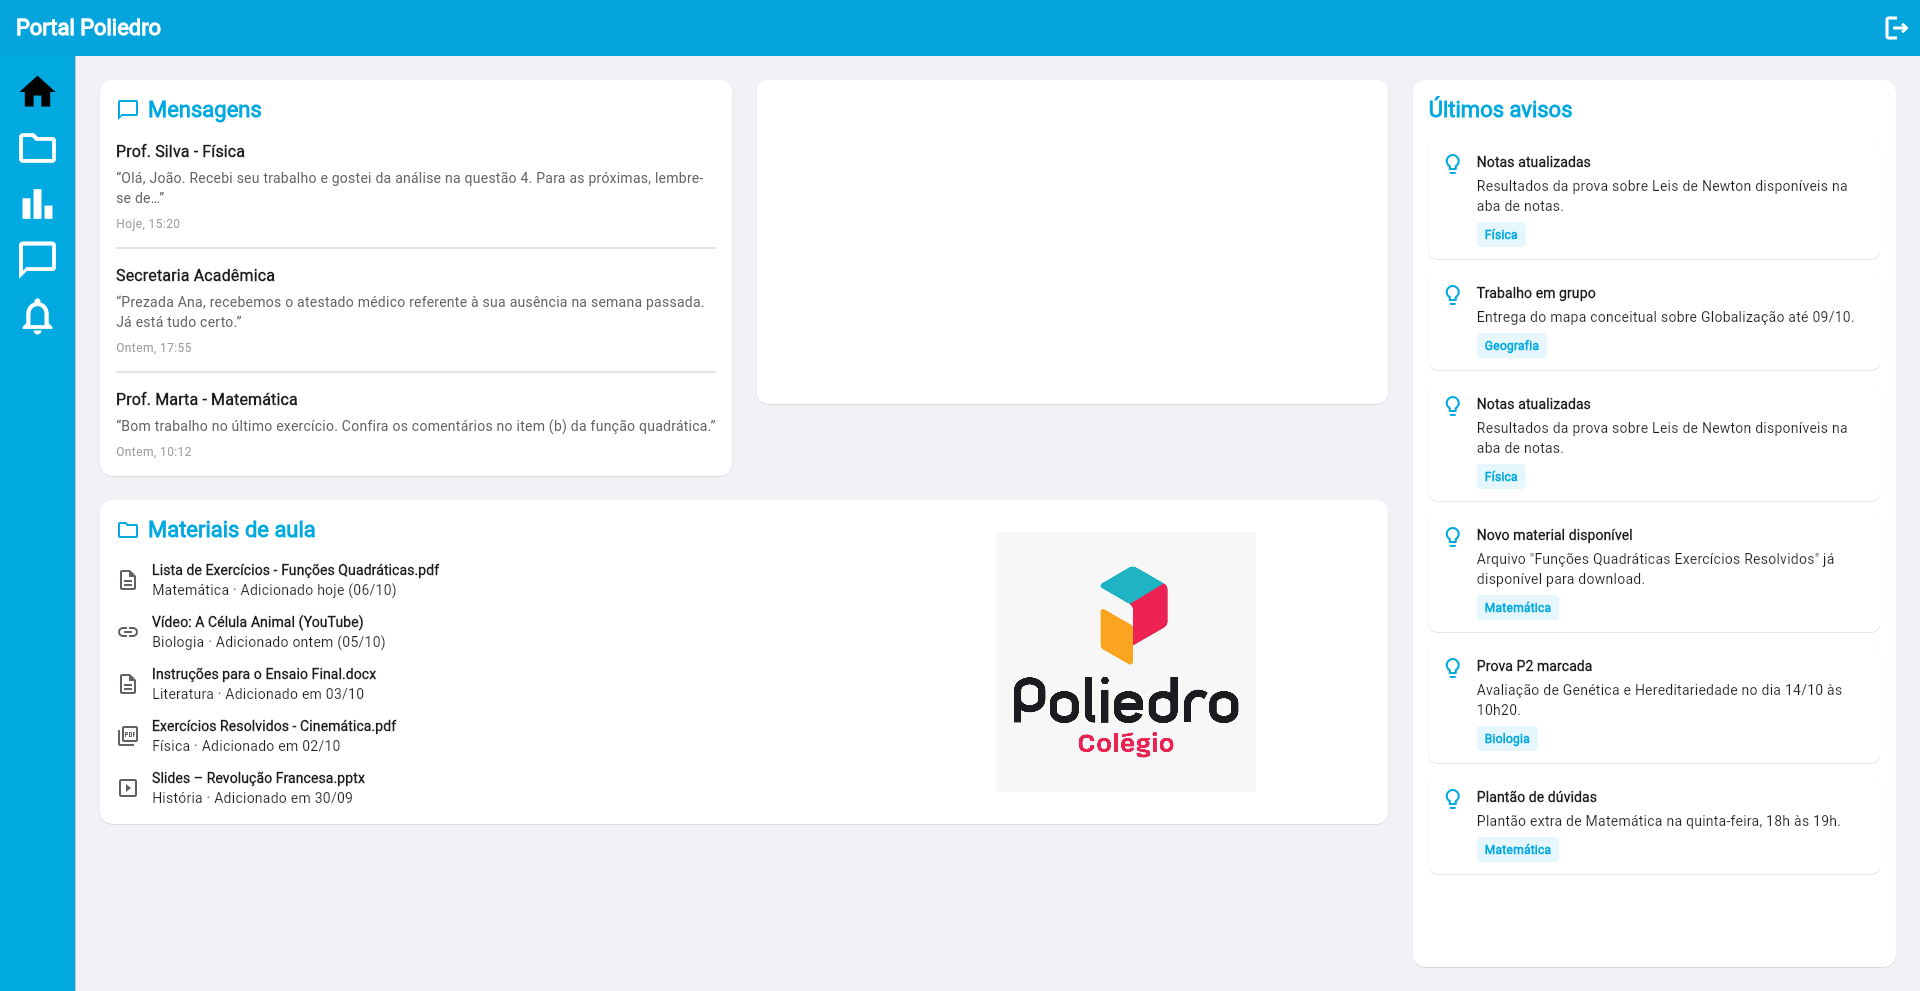 Portal Poliedro
Mensagens
Prof. Silva - Física
“Olá, João. Recebi seu trabalho e gostei da análise na questão 4. Para as próximas, lembre-
se de…”
Hoje, 15:20
Secretaria Acadêmica
“Prezada Ana, recebemos o atestado médico referente à sua ausência na semana passada.
Já está tudo certo.”
Ontem, 17:55
Prof. Marta - Matemática
“Bom trabalho no último exercício. Confira os comentários no item (b) da função quadrática.”
Ontem, 10:12
Materiais de aula
Lista de Exercícios - Funções Quadráticas.pdf
Matemática · Adicionado hoje (06/10)
Vídeo: A Célula Animal (YouTube)
Biologia · Adicionado ontem (05/10)
Instruções para o Ensaio Final.docx
Literatura · Adicionado em 03/10
PDF
Exercícios Resolvidos - Cinemática.pdf
Física · Adicionado em 02/10
Slides – Revolução Francesa.pptx
História · Adicionado em 30/09
Poliedro
Colégio
Últimos avisos
Notas atualizadas
Resultados da prova sobre Leis de Newton disponíveis na
aba de notas.
Física
Trabalho em grupo
Entrega do mapa conceitual sobre Globalização até 09/10.
Geografia
Notas atualizadas
Resultados da prova sobre Leis de Newton disponíveis na
aba de notas.
Física
Novo material disponível
Arquivo "Funções Quadráticas Exercícios Resolvidos" já
disponível para download.
Matemática
Prova P2 marcada
Avaliação de Genética e Hereditariedade no dia 14/10 às
10h20.
Biologia
Plantão de dúvidas
Plantão extra de Matemática na quinta-feira, 18h às 19h.
Matemática